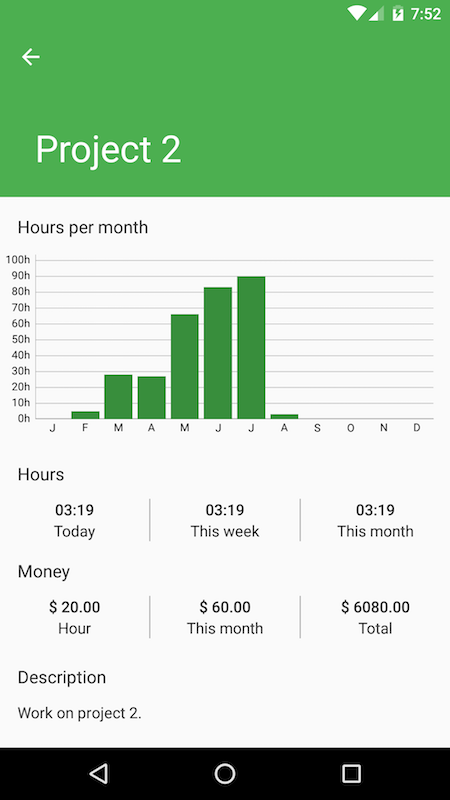 7:52
Project 2
Hours per month
100h
90h
80h
70h
60h
50h
40h
30h
20h
10h
0h
J F M A M J J A S O N D
Hours
03:19 03:19 03:19
Today This week This month
Money
$ 20.00 $ 60.00 $ 6080.00
Hour This month Total
Description
Work on project 2.